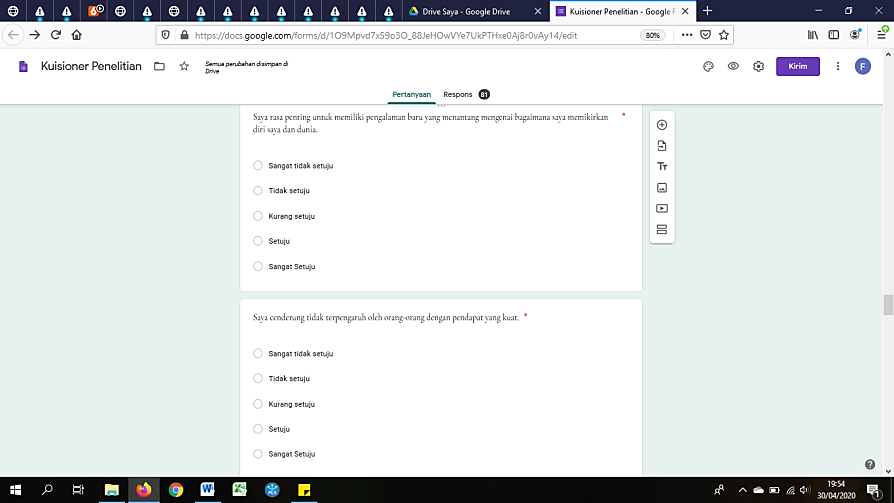 Drive Saya - Google Drive
Kuisioner Penelitian - Google F
https://docs.google.com/forms/d/1O9Mpvd7x59o3O_88JeHOwVYe7UkPTHxe0Aj8r0vAy14/edit
80%
Kuisioner Penelitian
Semua perubahan disimpan di
Drive
Kirim
F
Pertanyaan
Respons 81
Saya rasa penting untuk memiliki pengalaman baru yang menantang mengenai bagaimana saya memikirkan *
diri saya dan dunia.
Sangat tidak setuju
Tidak setuju
Kurang setuju
Setuju
Sangat Setuju
Tт
Saya cenderung tidak terpengaruh oleh orang-orang dengan pendapat yang kuat. *
Sangat tidak setuju
Tidak setuju
Kurang setuju
Setuju
Sangat Setuju
19:54
30/04/2020
1